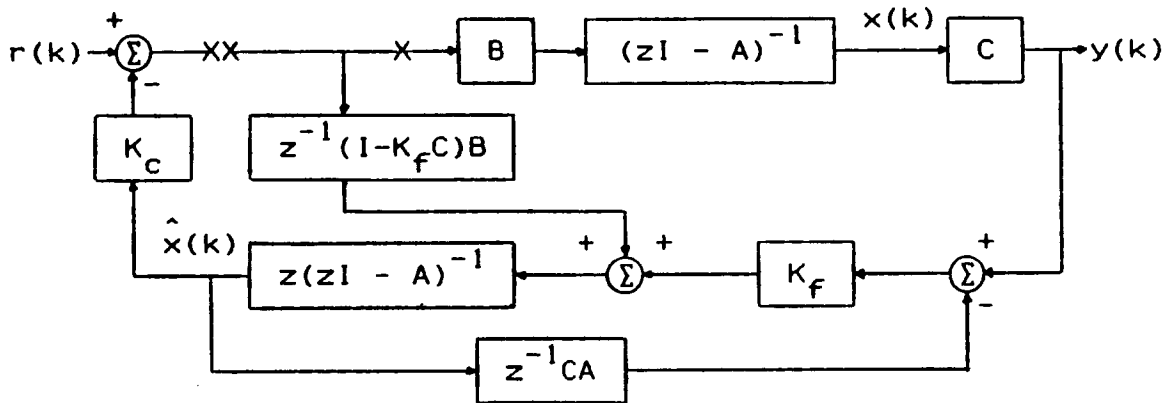 +
r(k) Σ XX X B (zI - A)⁻¹ x(k) C y(k)
-
K_c z⁻¹(I-K_fC)B
x̂(k) z(zI - A)⁻¹ + + Σ K_f + Σ
-
z⁻¹CA